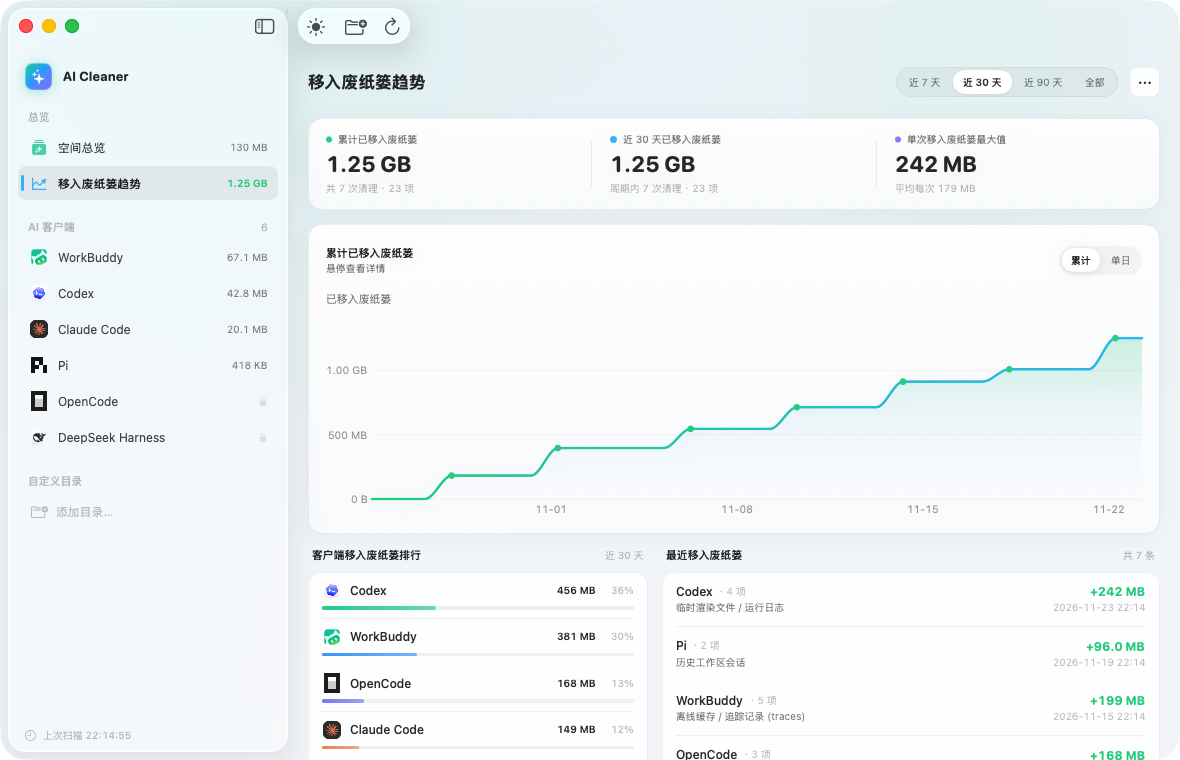 AI Cleaner
总览
空间总览 130 MB
移入废纸篓趋势 1.25 GB
AI 客户端 6
WorkBuddy 67.1 MB
Codex 42.8 MB
Claude Code 20.1 MB
Pi 418 KB
OpenCode
DeepSeek Harness
自定义目录
添加目录...
上次扫描 22:14:55
移入废纸篓趋势
近 7 天 近 30 天 近 90 天 全部
累计已移入废纸篓
1.25 GB
共 7 次清理 · 23 项
近 30 天已移入废纸篓
1.25 GB
周期内 7 次清理 · 23 项
单次移入废纸篓最大值
242 MB
平均每次 179 MB
累计已移入废纸篓
悬停查看详情
累计 单日
已移入废纸篓
1.00 GB
500 MB
0 B
11-01 11-08 11-15 11-22
客户端移入废纸篓排行 近 30 天
Codex 456 MB 36%
WorkBuddy 381 MB 30%
OpenCode 168 MB 13%
Claude Code 149 MB 12%
最近移入废纸篓 共 7 条
Codex · 4 项 +242 MB
临时渲染文件 / 运行日志 2026-11-23 22:14
Pi · 2 项 +96.0 MB
历史工作区会话 2026-11-19 22:14
WorkBuddy · 5 项 +199 MB
离线缓存 / 追踪记录 (traces) 2026-11-15 22:14
OpenCode · 3 项 +168 MB